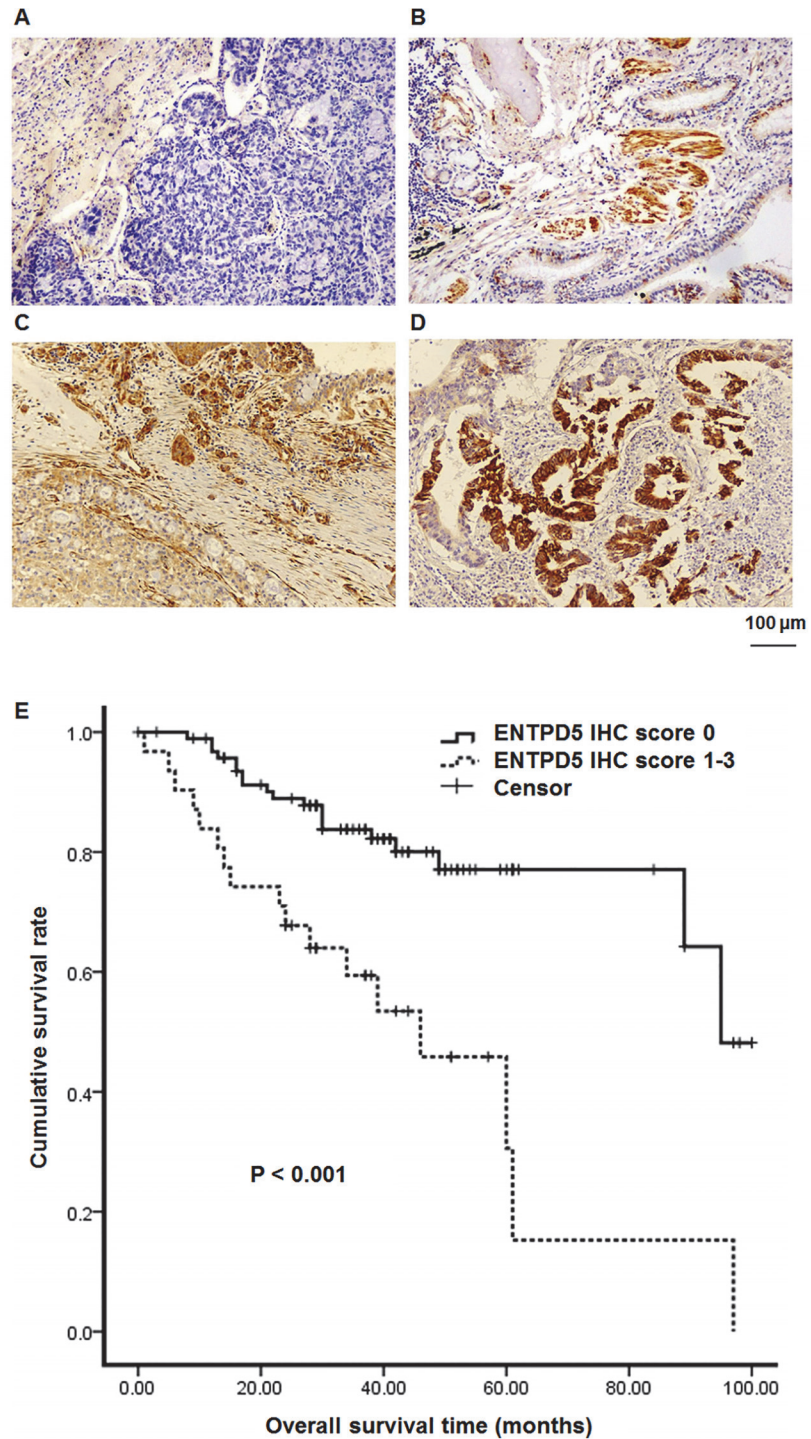 A
B
C
D
100 µm
E
1.0
0.8
0.6
0.4
0.2
0.0
Cumulative survival rate
ENTPD5 IHC score 0
ENTPD5 IHC score 1-3
Censor
P < 0.001
0.00 20.00 40.00 60.00 80.00 100.00
Overall survival time (months)